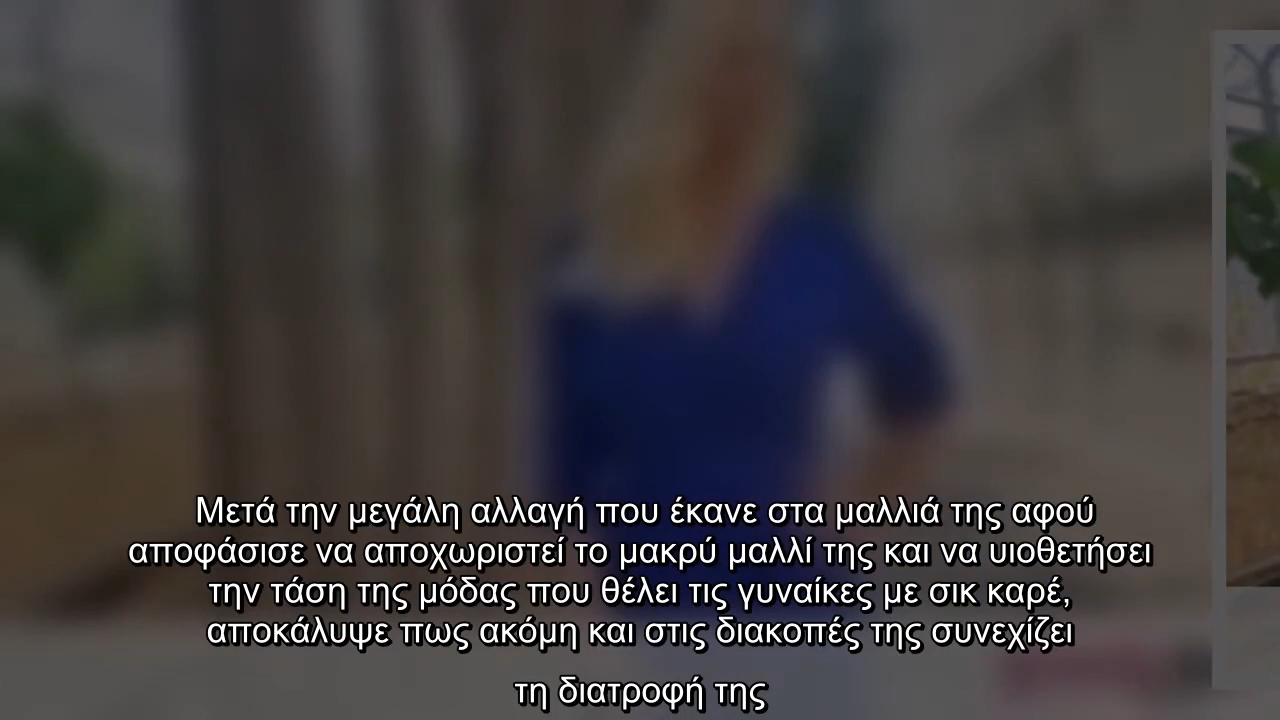 Μετά την μεγάλη αλλαγή που έκανε στα μαλλιά της αφού
αποφάσισε να αποχωριστεί το μακρύ μαλλί της και να υιοθετήσει
την τάση της μόδας που θέλει τις γυναίκες με σικ καρέ,
αποκάλυψε πως ακόμη και στις διακοπές της συνεχίζει
τη διατροφή της